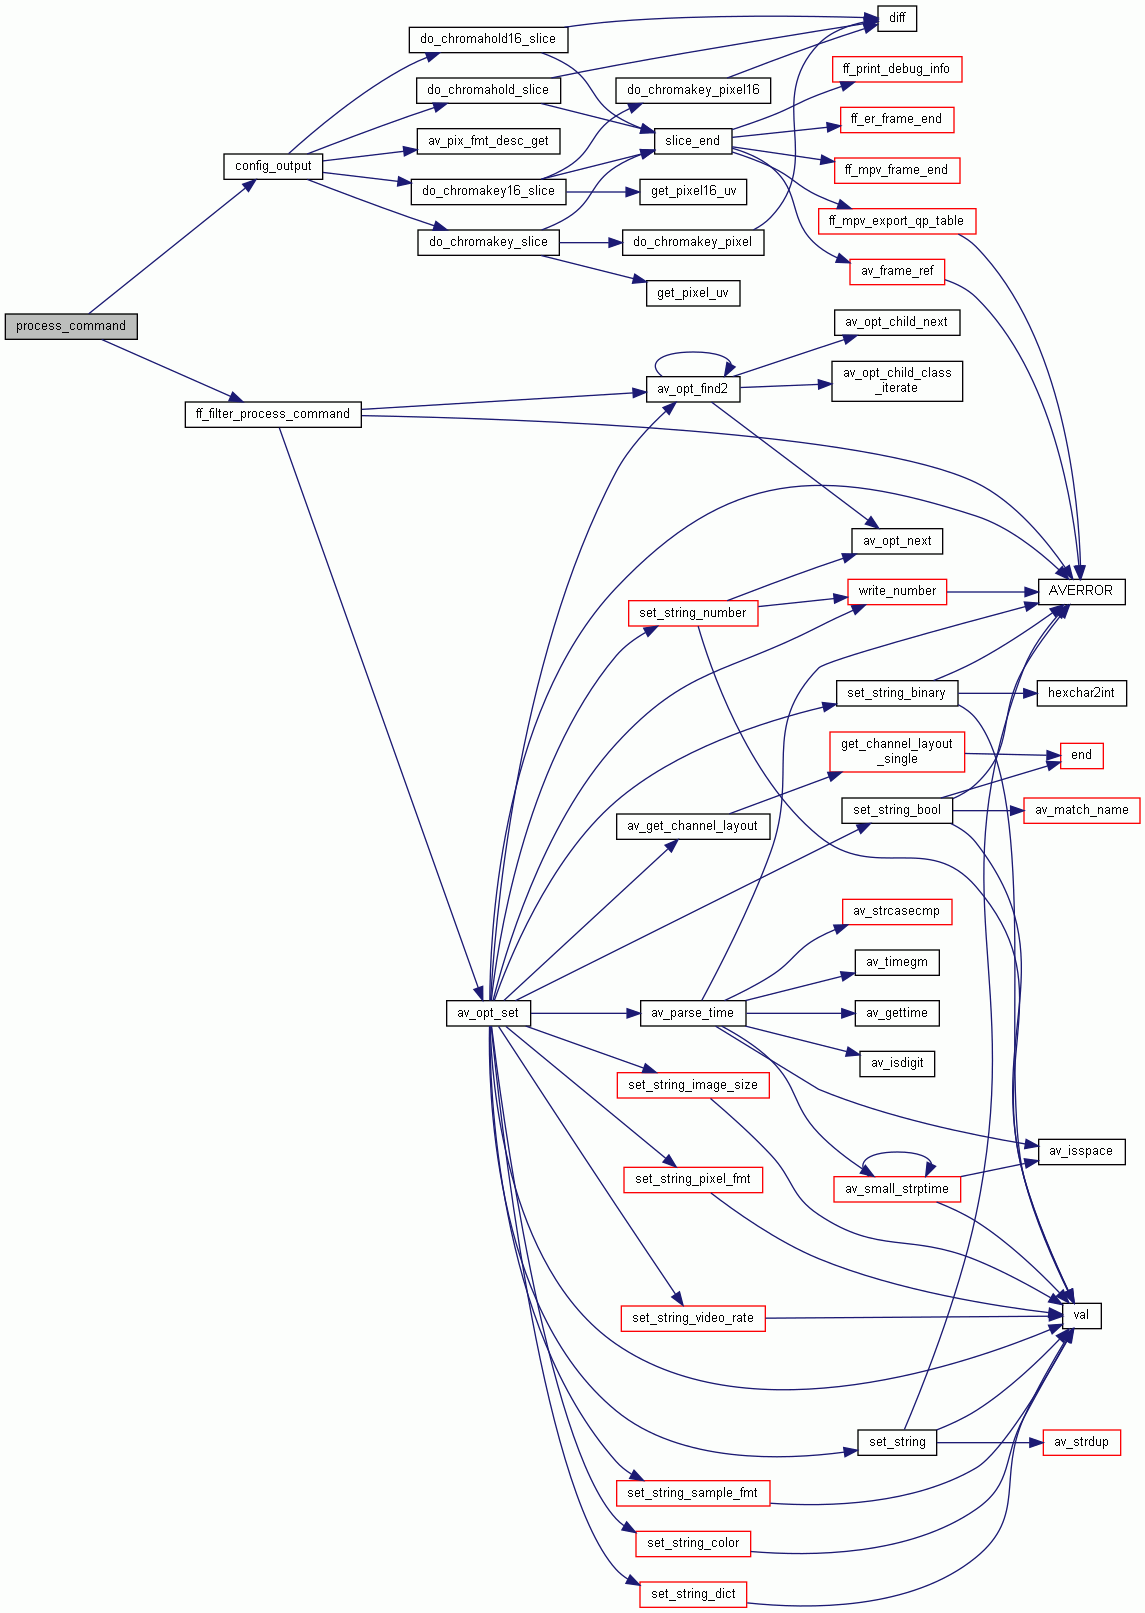 process_command
config_output
ff_filter_process_command
do_chromahold16_slice
do_chromahold_slice
av_pix_fmt_desc_get
do_chromakey16_slice
do_chromakey_slice
av_opt_set
do_chromakey_pixel16
slice_end
get_pixel16_uv
do_chromakey_pixel
get_pixel_uv
av_opt_find2
set_string_number
av_get_channel_layout
av_parse_time
set_string_image_size
set_string_pixel_fmt
set_string_video_rate
set_string_sample_fmt
set_string_color
set_string_dict
diff
ff_print_debug_info
ff_er_frame_end
ff_mpv_frame_end
ff_mpv_export_qp_table
av_frame_ref
av_opt_child_next
av_opt_child_class
_iterate
av_opt_next
write_number
set_string_binary
get_channel_layout
_single
set_string_bool
av_strcasecmp
av_timegm
av_gettime
av_isdigit
av_small_strptime
set_string
AVERROR
hexchar2int
end
av_match_name
av_isspace
val
av_strdup